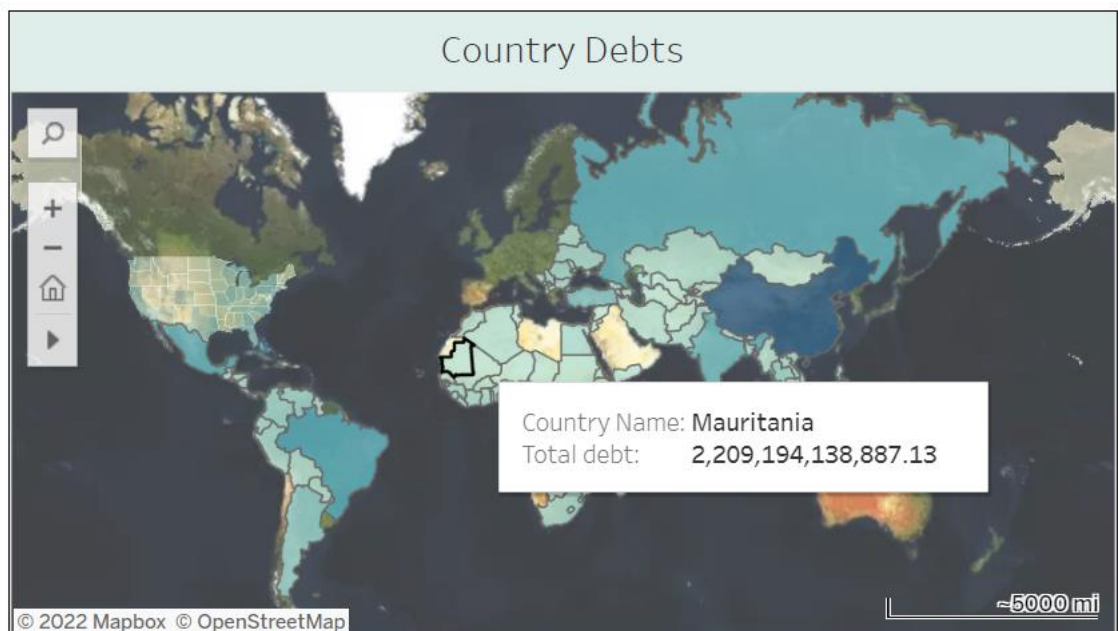 Country Debts
Country Name: Mauritania
Total debt: 2,209,194,138,887.13
~5000 mi
© 2022 Mapbox © OpenStreetMap